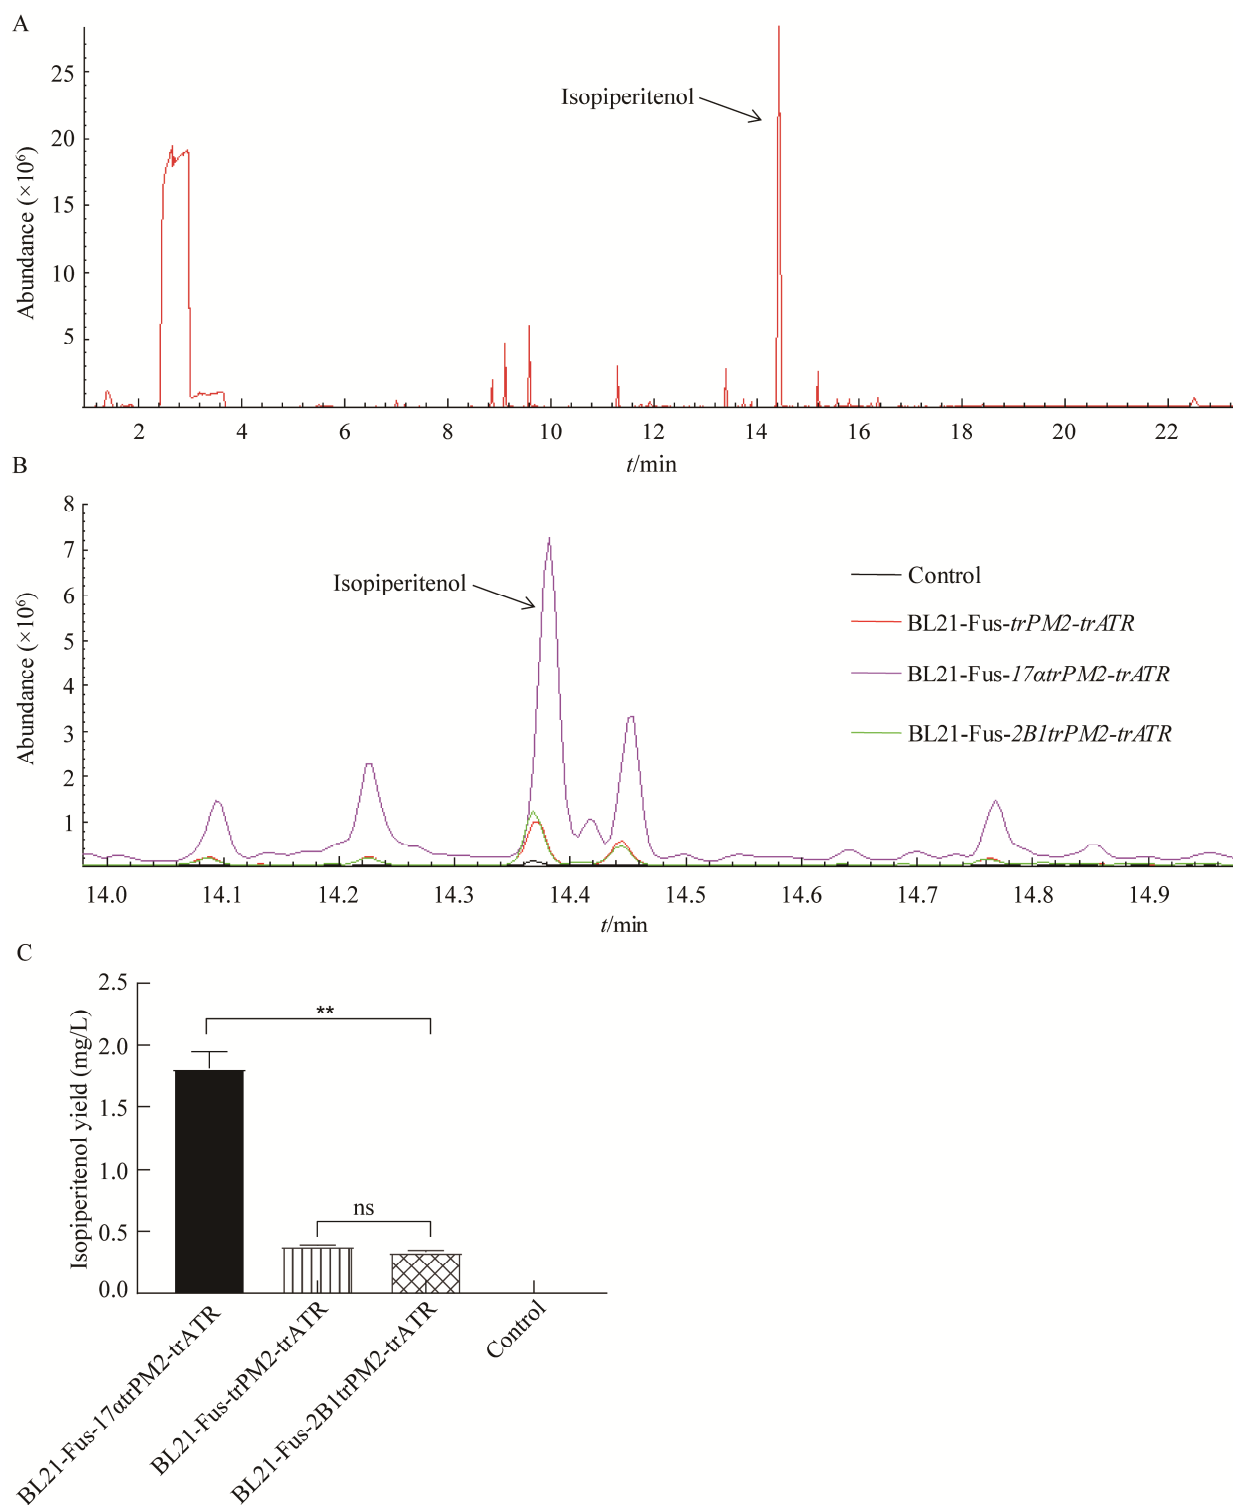 A
Abundance (×10⁶)
25
20
15
10
5
Isopiperitenol
2 4 6 8 10 12 14 16 18 20 22
t/min
B
Abundance (×10⁶)
8
7
6
5
4
3
2
1
Isopiperitenol
Control
BL21-Fus-trPM2-trATR
BL21-Fus-17αtrPM2-trATR
BL21-Fus-2B1trPM2-trATR
14.0 14.1 14.2 14.3 14.4 14.5 14.6 14.7 14.8 14.9
t/min
C
Isopiperitenol yield (mg/L)
2.5
2.0
1.5
1.0
0.5
0.0
**
ns
BL21-Fus-17αtrPM2-trATR
BL21-Fus-trPM2-trATR
BL21-Fus-2B1trPM2-trATR
Control